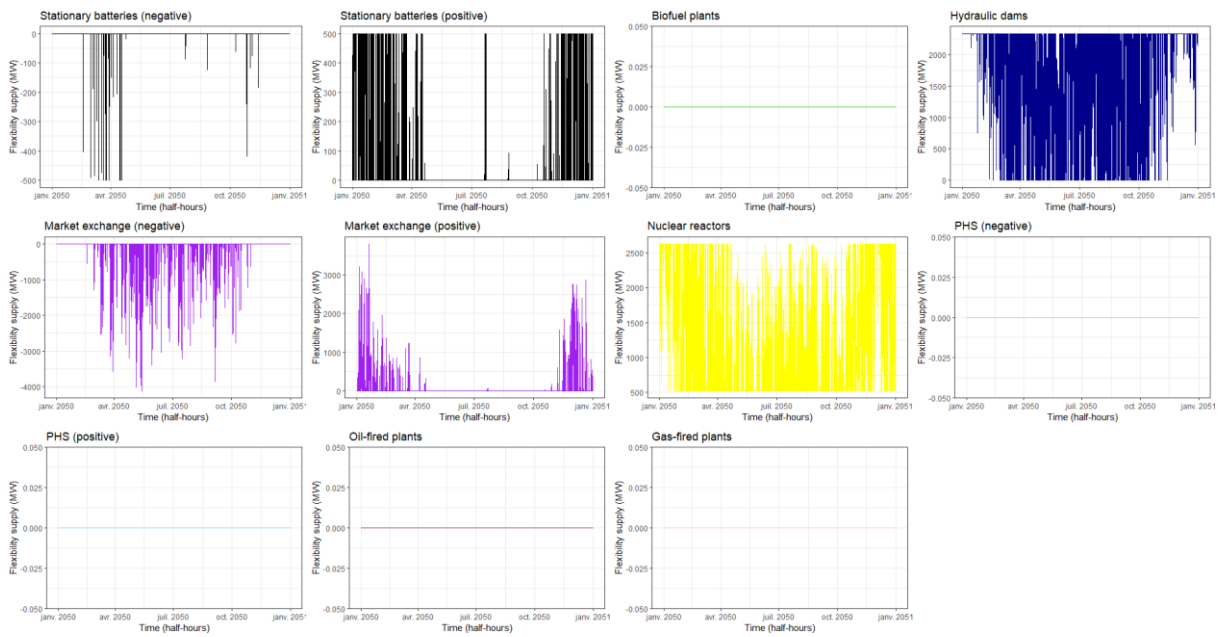 Stationary batteries (negative)
Flexibility supply (MW)
0
-100
-200
-300
-400
-500
janv. 2050 avr. 2050 juil. 2050 oct. 2050 janv. 2051
Time (half-hours)
Stationary batteries (positive)
Flexibility supply (MW)
500
400
300
200
100
0
janv. 2050 avr. 2050 juil. 2050 oct. 2050 janv. 2051
Time (half-hours)
Biofuel plants
Flexibility supply (MW)
0.050
0.025
0.000
-0.025
-0.050
janv. 2050 avr. 2050 juil. 2050 oct. 2050 janv. 205
Time (half-hours)
Hydraulic dams
Flexibility supply (MW)
2000
1500
1000
500
0
janv. 2050 avr. 2050 juil. 2050 oct. 2050 janv. 2051
Time (half-hours)
Market exchange (negative)
Flexibility supply (MW)
0
-1000
-2000
-3000
-4000
janv. 2050 avr. 2050 juil. 2050 oct. 2050 janv. 205
Time (half-hours)
Market exchange (positive)
Flexibility supply (MW)
3000
2000
1000
0
janv. 2050 avr. 2050 juil. 2050 oct. 2050 janv. 2051
Time (half-hours)
Nuclear reactors
Flexibility supply (MW)
2500
2000
1500
1000
500
janv. 2050 avr. 2050 juil. 2050 oct. 2050 janv. 2051
Time (half-hours)
PHS (negative)
Flexibility supply (MW)
0.050
0.025
0.000
-0.025
-0.050
janv. 2050 avr. 2050 juil. 2050 oct. 2050 janv. 2051
Time (half-hours)
PHS (positive)
Flexibility supply (MW)
0.050
0.025
0.000
-0.025
-0.050
janv. 2050 avr. 2050 juil. 2050 oct. 2050 janv. 2051
Time (half-hours)
Oil-fired plants
Flexibility supply (MW)
0.050
0.025
0.000
-0.025
-0.050
janv. 2050 avr. 2050 juil. 2050 oct. 2050 janv. 2051
Time (half-hours)
Gas-fired plants
Flexibility supply (MW)
0.050
0.025
0.000
-0.025
-0.050
janv. 2050 avr. 2050 juil. 2050 oct. 2050 janv. 205
Time (half-hours)